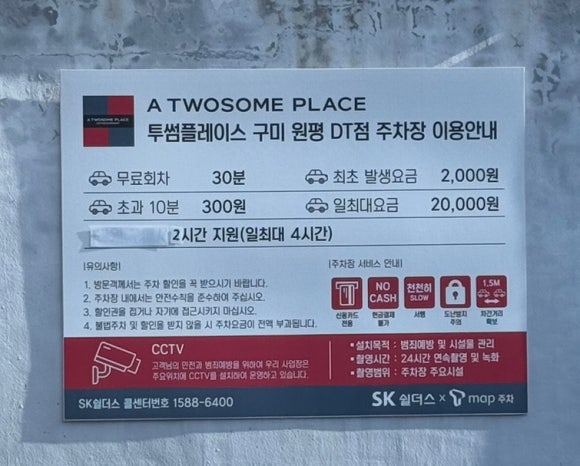 A TWOSOME PLACE
A TWOSOME PLACE
투썸플레이스 구미 원평 DT점 주차장 이용안내
무료회차 30분 최초 발생요금 2,000원
초과 10분 300원 일최대요금 20,000원
2시간 지원(일최대 4시간)
[유의사항]
1. 방문객께서는 주차 할인을 꼭 받으시기 바랍니다.
2. 주차장 내에서는 안전수칙을 준수하여 주십시오.
3. 할인권을 접거나 자기에 접근시키지 마십시오.
4. 불법주차 및 할인을 받지 않을 시 주차요금이 전액 부과됩니다.
[주차장 서비스 안내]
NO CASH 천천히 SLOW 1.5M
신용카드 전용 현금결제 불가 서행 도난방지 주의 차간거리 확보
CCTV
고객님의 안전과 범죄예방을 위하여 우리 사업장은
주요위치에 CCTV를 설치하여 운영하고 있습니다.
▪ 설치목적 : 범죄예방 및 시설물 관리
▪ 촬영시간 : 24시간 연속촬영 및 녹화
▪ 촬영범위 : 주차장 주요시설
SK쉴더스 콜센터번호 1588-6400
SK 쉴더스 × T map 주차